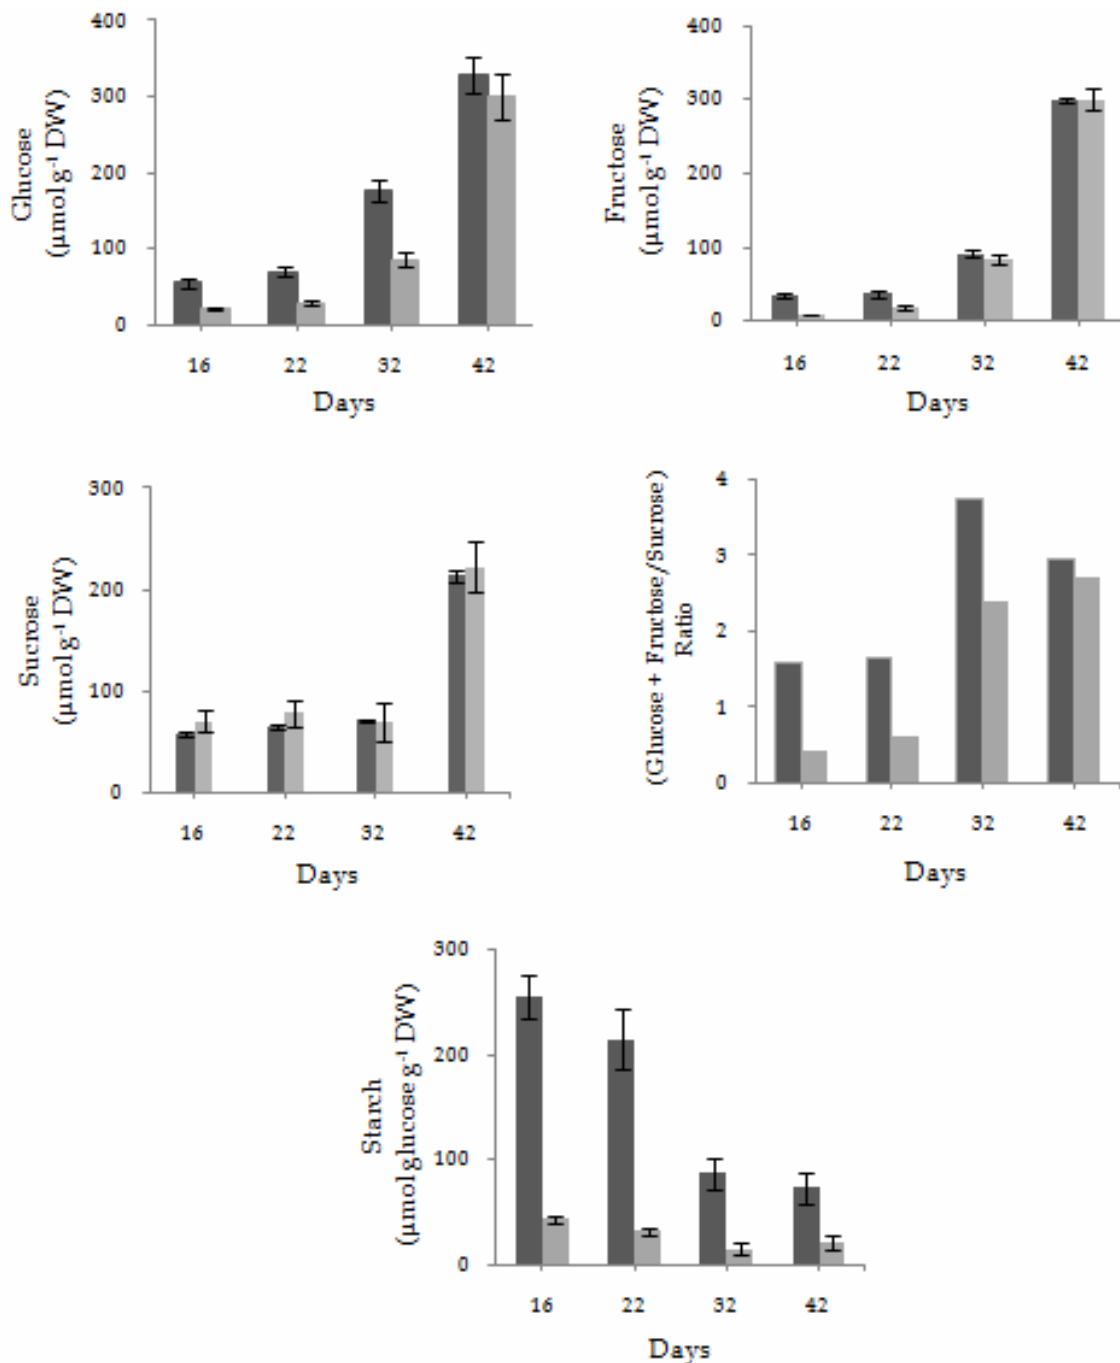 Glucose
(µmol g⁻¹ DW)
400
300
200
100
0
16 22 32 42
Days
Fructose
(µmol g⁻¹ DW)
400
300
200
100
0
16 22 32 42
Days
Sucrose
(µmol g⁻¹ DW)
300
200
100
0
16 22 32 42
Days
(Glucose + Fructose/Sucrose)
Ratio
4
3
2
1
0
16 22 32 42
Days
Starch
(µmol glucose g⁻¹ DW)
300
200
100
0
16 22 32 42
Days